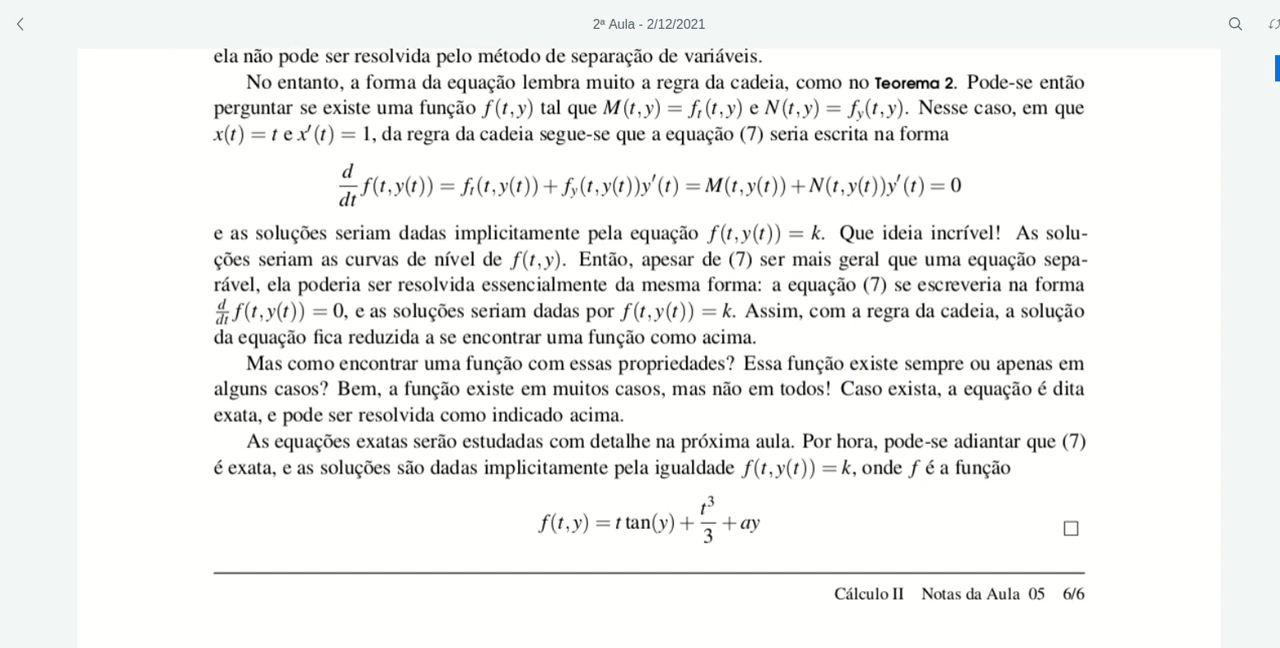 2ª Aula - 2/12/2021
ela não pode ser resolvida pelo método de separação de variáveis.
No entanto, a forma da equação lembra muito a regra da cadeia, como no Teorema 2. Pode-se então
perguntar se existe uma função f(t,y) tal que M(t,y) = fₜ(t,y) e N(t,y) = f_y(t,y). Nesse caso, em que
x(t) = t e x′(t) = 1, da regra da cadeia segue-se que a equação (7) seria escrita na forma
d/dt f(t,y(t)) = fₜ(t,y(t)) + f_y(t,y(t))y′(t) = M(t,y(t)) + N(t,y(t))y′(t) = 0
e as soluções seriam dadas implicitamente pela equação f(t,y(t)) = k. Que ideia incrível! As solu-
ções seriam as curvas de nível de f(t,y). Então, apesar de (7) ser mais geral que uma equação sepa-
rável, ela poderia ser resolvida essencialmente da mesma forma: a equação (7) se escreveria na forma
d/dt f(t,y(t)) = 0, e as soluções seriam dadas por f(t,y(t)) = k. Assim, com a regra da cadeia, a solução
da equação fica reduzida a se encontrar uma função como acima.
Mas como encontrar uma função com essas propriedades? Essa função existe sempre ou apenas em
alguns casos? Bem, a função existe em muitos casos, mas não em todos! Caso exista, a equação é dita
exata, e pode ser resolvida como indicado acima.
As equações exatas serão estudadas com detalhe na próxima aula. Por hora, pode-se adiantar que (7)
é exata, e as soluções são dadas implicitamente pela igualdade f(t,y(t)) = k, onde f é a função
f(t,y) = t tan(y) + t³/3 + ay □
Cálculo II Notas da Aula 05 6/6